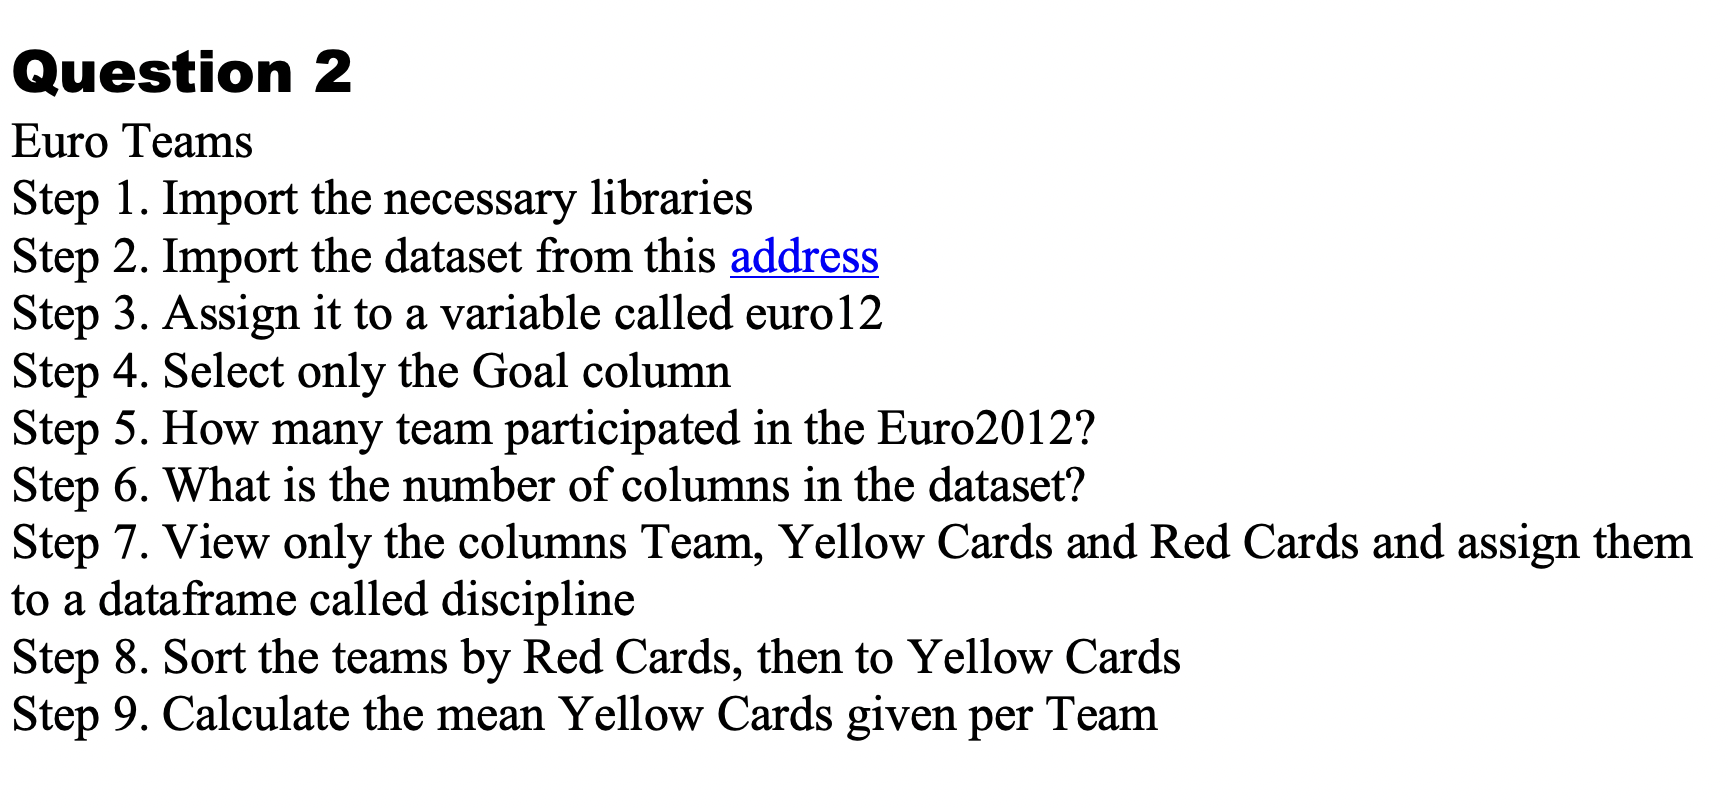 Question 2
Euro Teams
Step 1. Import the necessary libraries
Step 2. Import the dataset from this address
Step 3. Assign it to a variable called euro12
Step 4. Select only the Goal column
Step 5. How many team participated in the Euro2012?
Step 6. What is the number of columns in the dataset?
Step 7. View only the columns Team, Yellow Cards and Red Cards and assign them
to a dataframe called discipline
Step 8. Sort the teams by Red Cards, then to Yellow Cards
Step 9. Calculate the mean Yellow Cards given per Team